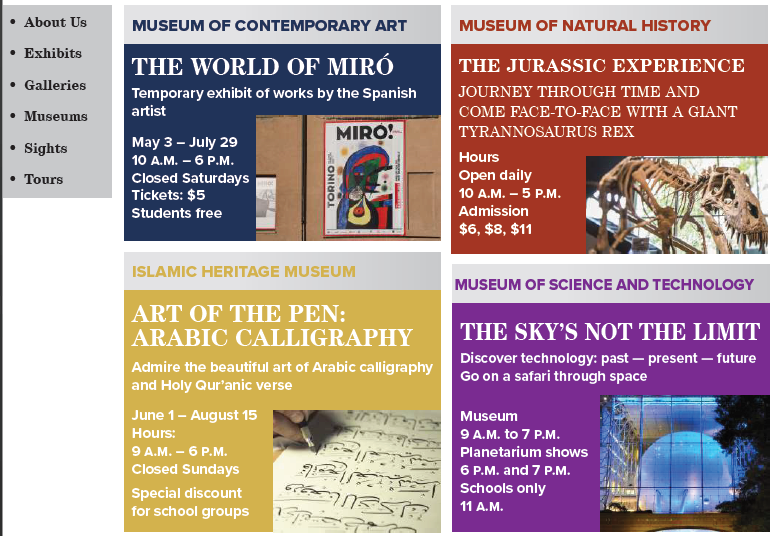 • About Us
• Exhibits
• Galleries
• Museums
• Sights
• Tours
MUSEUM OF CONTEMPORARY ART
THE WORLD OF MIRÓ
Temporary exhibit of works by the Spanish
artist
May 3 – July 29
10 A.M. – 6 P.M.
Closed Saturdays
Tickets: $5
Students free
MIRÓ!
TORINO
MUSEUM OF NATURAL HISTORY
THE JURASSIC EXPERIENCE
JOURNEY THROUGH TIME AND
COME FACE-TO-FACE WITH A GIANT
TYRANNOSAURUS REX
Hours
Open daily
10 A.M. – 5 P.M.
Admission
$6, $8, $11
ISLAMIC HERITAGE MUSEUM
ART OF THE PEN:
ARABIC CALLIGRAPHY
Admire the beautiful art of Arabic calligraphy
and Holy Qur’anic verse
June 1 – August 15
Hours:
9 A.M. – 6 P.M.
Closed Sundays
Special discount
for school groups
MUSEUM OF SCIENCE AND TECHNOLOGY
THE SKY’S NOT THE LIMIT
Discover technology: past — present — future
Go on a safari through space
Museum
9 A.M. to 7 P.M.
Planetarium shows
6 P.M. and 7 P.M.
Schools only
11 A.M.